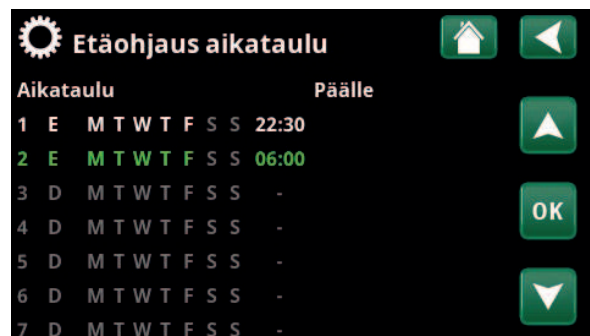 Etäohjaus aikataulu
Aikataulu Päälle
1 E M T W T F S S 22:30
2 E M T W T F S S 06:00
3 D M T W T F S S -
4 D M T W T F S S -
OK
5 D M T W T F S S -
6 D M T W T F S S -
7 D M T W T F S S